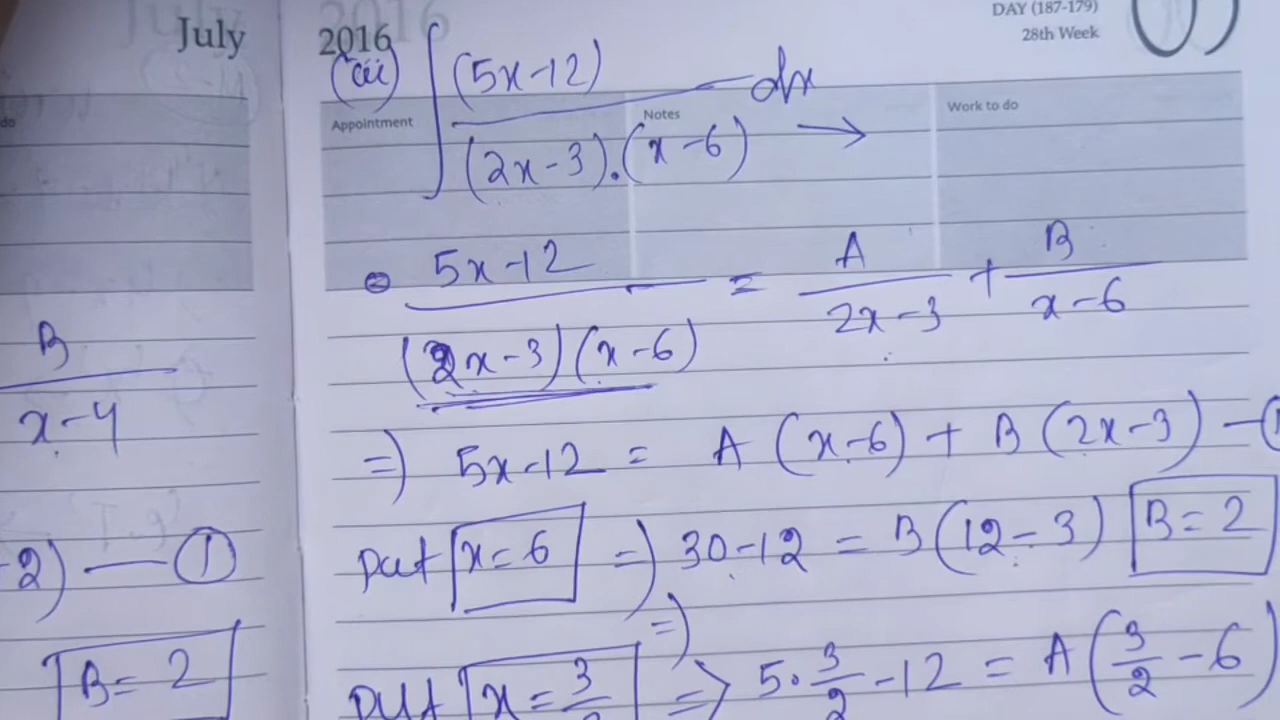 July
2016
DAY (187-179)
28th Week
(iii) ∫ (5x-12) / (2x-3).(x-6) dx →
Appointment
Notes
Work to do
do
5x-12 / (2x-3)(x-6) = A / 2x-3 + B / x-6
B / x-4
=) 5x-12 = A (x-6) + B (2x-3) — (1
Put x=6 =) 30-12 = B(12-3) B=2
2) — (1)
=)
Put x = 3/2 => 5.3/2 -12 = A(3/2 -6)
B= 2